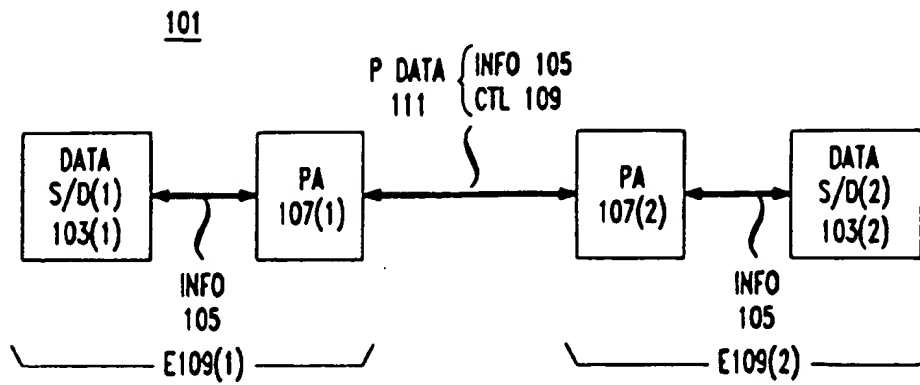 101
P DATA
111
INFO 105
CTL 109
DATA
S/D(1)
103(1)
PA
107(1)
PA
107(2)
DATA
S/D(2)
103(2)
INFO
105
INFO
105
E109(1)
E109(2)